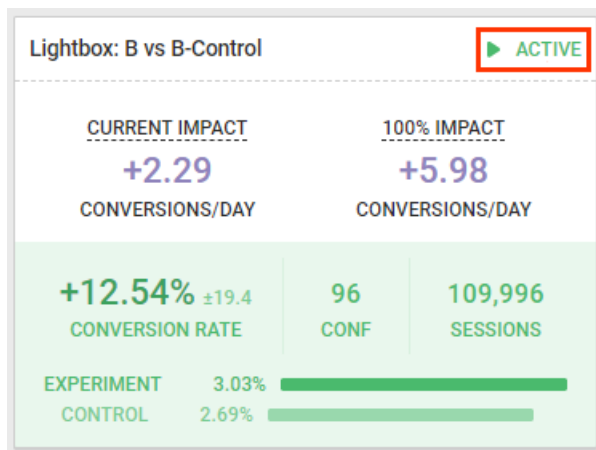 Lightbox: B vs B-Control ACTIVE
CURRENT IMPACT 100% IMPACT
+2.29 +5.98
CONVERSIONS/DAY CONVERSIONS/DAY
+12.54% ±19.4 96 109,996
CONVERSION RATE CONF SESSIONS
EXPERIMENT 3.03%
CONTROL 2.69%